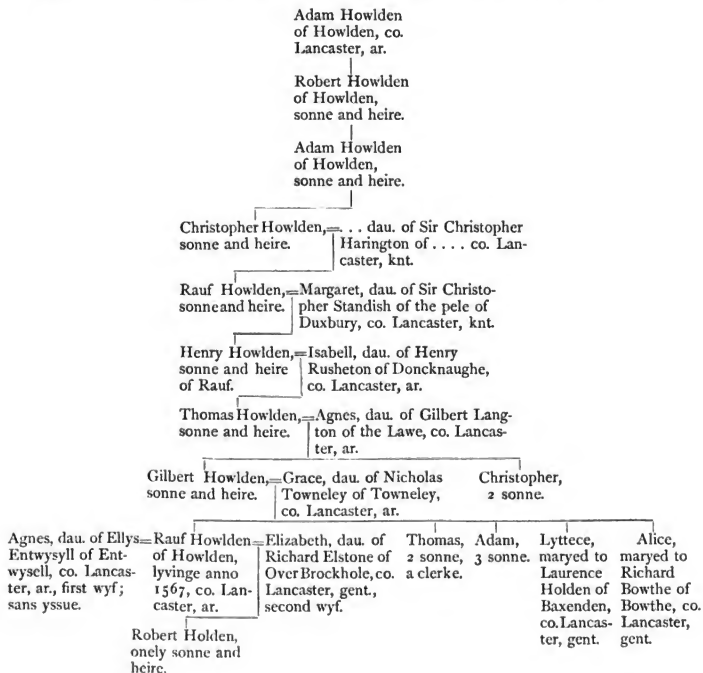 Adam Howlden
of Howlden, co.
Lancaster, ar.
Robert Howlden
of Howlden,
sonne and heire.
Adam Howlden
of Howlden,
sonne and heire.
Christopher Howlden,=. . . dau. of Sir Christopher
sonne and heire. Harington of . . . . co. Lan-
caster, knt.
Rauf Howlden,=Margaret, dau. of Sir Christo-
sonne and heire. pher Standish of the pele of
Duxbury, co. Lancaster, knt.
Henry Howlden,=Isabell, dau. of Henry
sonne and heire Rusheton of Doncknaughe,
of Rauf. co. Lancaster, ar.
Thomas Howlden,=Agnes, dau. of Gilbert Lang-
sonne and heire. ton of the Lawe, co. Lancas-
ter, ar.
Gilbert Howlden,=Grace, dau. of Nicholas
sonne and heire. Towneley of Towneley,
co. Lancaster, ar.
Christopher,
2 sonne.
Agnes, dau. of Ellys=
Entwysyll of Ent-
wysell, co. Lancas-
ter, ar., first wyf;
sans yssue.
Rauf Howlden=
of Howlden,
lyvinge anno
1567, co. Lan-
caster, ar.
Elizabeth, dau. of
Richard Elstone of
Over Brockhole, co.
Lancaster, gent.,
second wyf.
Thomas,
2 sonne,
a clerke.
Adam,
3 sonne.
Lyttece,
maryed to
Laurence
Holden of
Baxenden,
co. Lancas-
ter, gent.
Alice,
maryed to
Richard
Bowthe of
Bowthe, co.
Lancaster,
gent.
Robert Holden,
onely sonne and
heire.